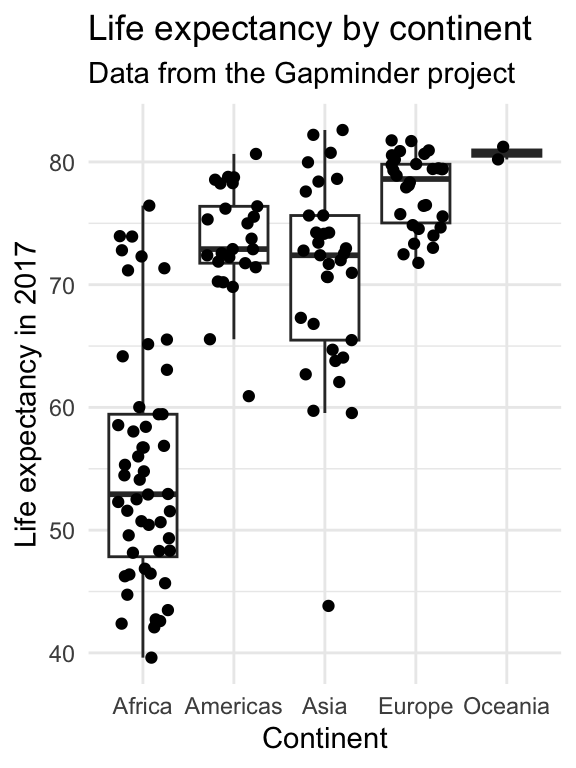 Life expectancy by continent
Data from the Gapminder project
Life expectancy in 2017
80
70
60
50
40
Africa Americas Asia Europe Oceania
Continent